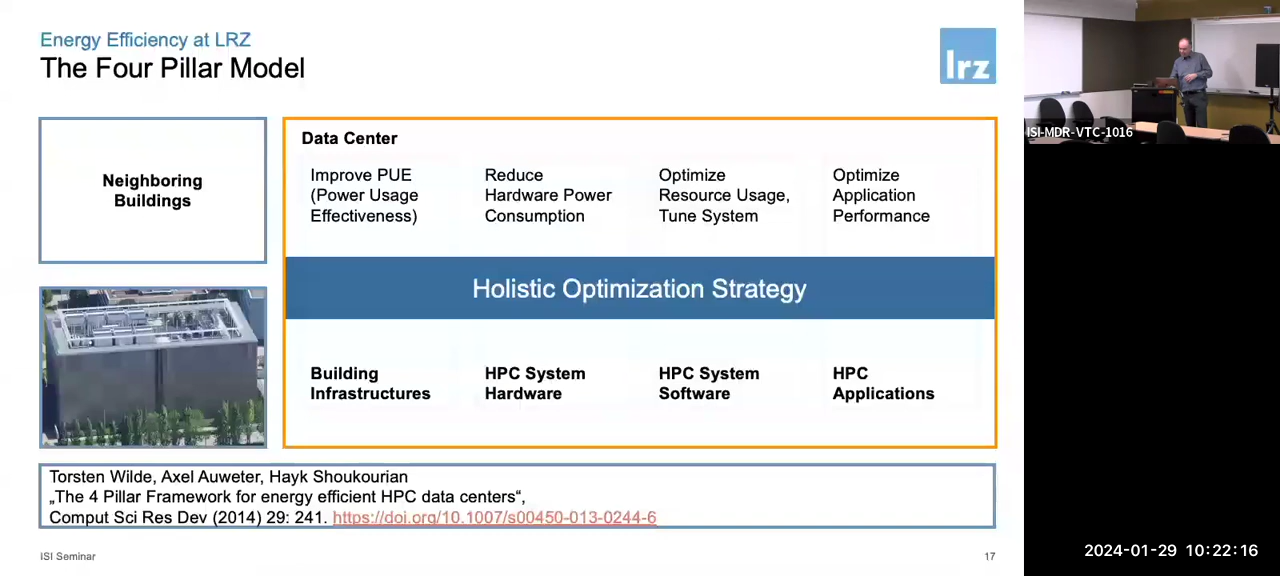 Energy Efficiency at LRZ
The Four Pillar Model
lrz
ISI-MDR-VTC-1016
Neighboring
Buildings
Data Center
Improve PUE
(Power Usage
Effectiveness)
Reduce
Hardware Power
Consumption
Optimize
Resource Usage,
Tune System
Optimize
Application
Performance
Holistic Optimization Strategy
Building
Infrastructures
HPC System
Hardware
HPC System
Software
HPC
Applications
Torsten Wilde, Axel Auweter, Hayk Shoukourian
„The 4 Pillar Framework for energy efficient HPC data centers“,
Comput Sci Res Dev (2014) 29: 241. https://doi.org/10.1007/s00450-013-0244-6
ISI Seminar
17
2024-01-29 10:22:16